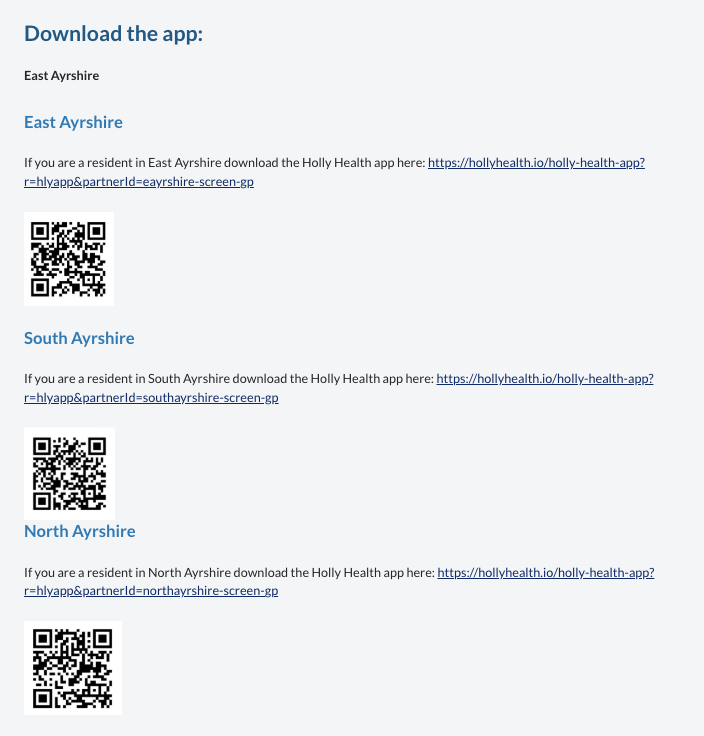 Download the app:
East Ayrshire
East Ayrshire
If you are a resident in East Ayrshire download the Holly Health app here: https://hollyhealth.io/holly-health-app?
r=hlyapp&partnerId=eayrshire-screen-gp
South Ayrshire
If you are a resident in South Ayrshire download the Holly Health app here: https://hollyhealth.io/holly-health-app?
r=hlyapp&partnerId=southayrshire-screen-gp
North Ayrshire
If you are a resident in North Ayrshire download the Holly Health app here: https://hollyhealth.io/holly-health-app?
r=hlyapp&partnerId=northayrshire-screen-gp